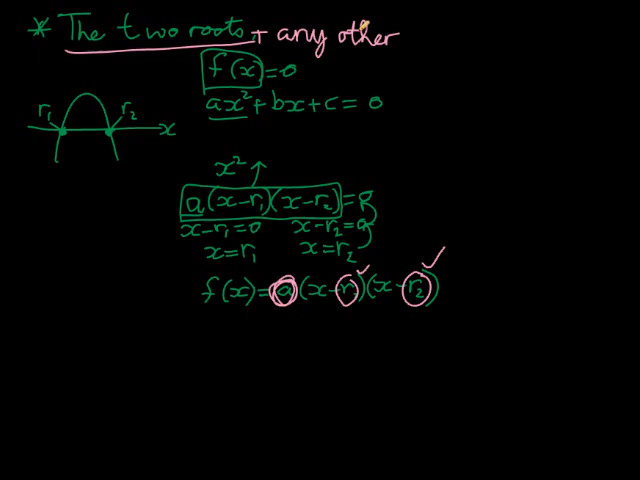 * The two roots + any other
f(x)=0
ax²+bx+c=0
r₁ r₂ x
x²
a(x-r₁)(x-r₂)=0
x-r₁=0 x-r₂=0
x=r₁ x=r₂
f(x)=a(x-r₁)(x-r₂)